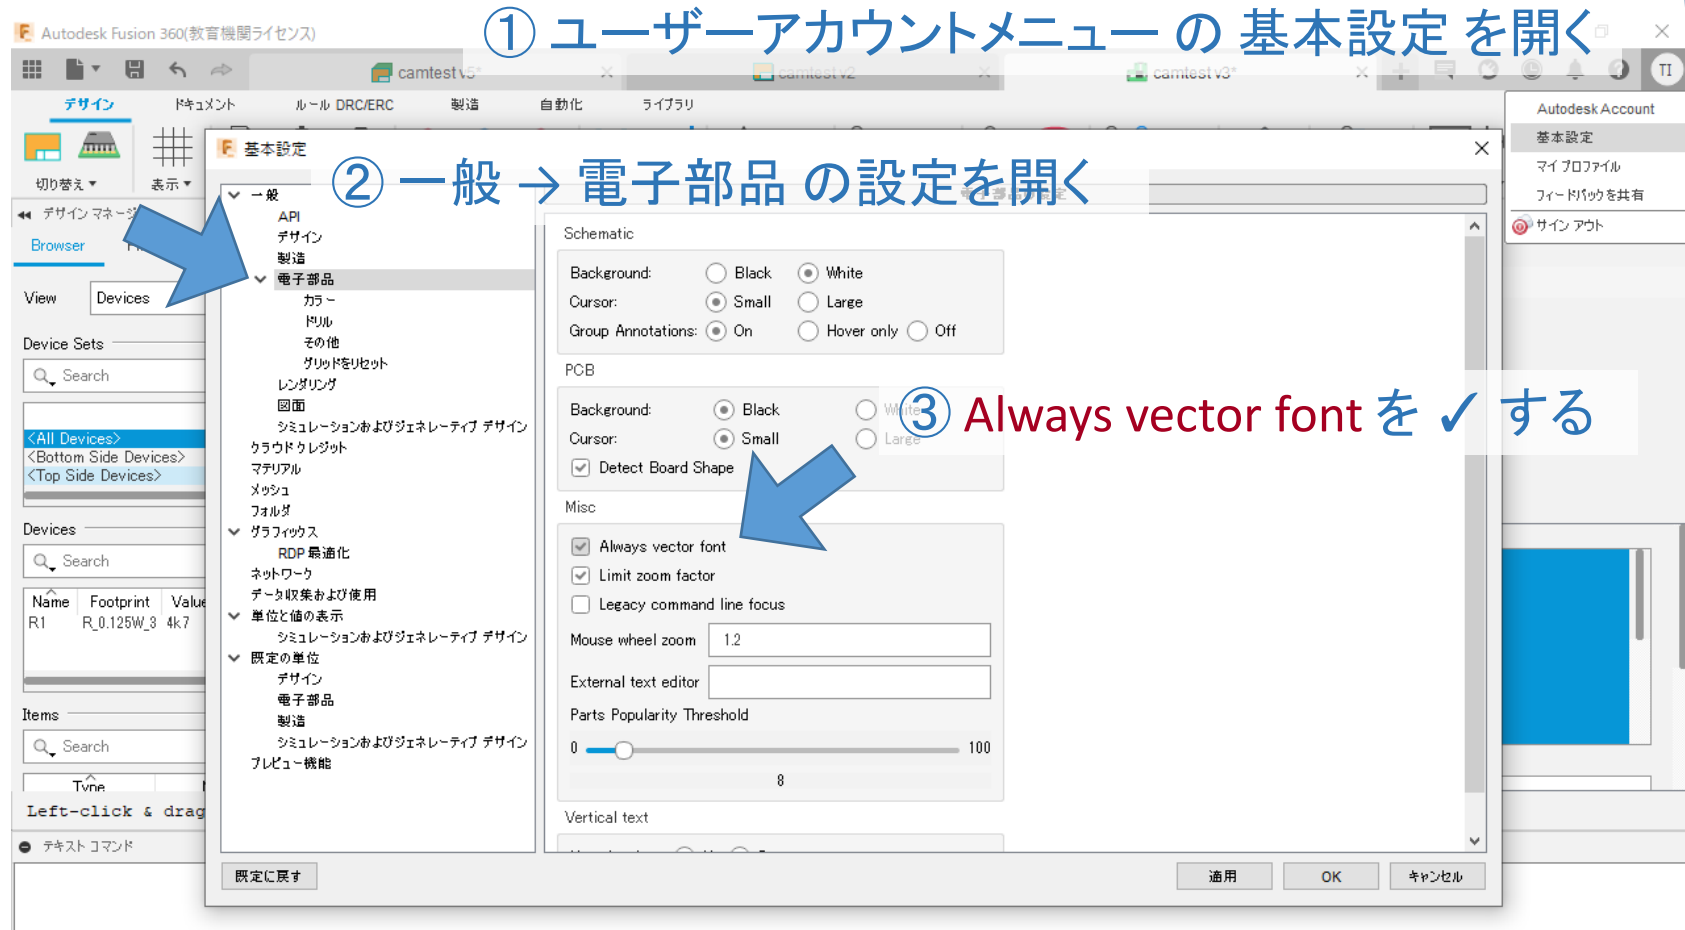 ① ユーザーアカウントメニュー の 基本設定 を開く
Autodesk Fusion 360(教育機関ライセンス)
camtest v5*
camtest v2
camtest v3*
TI
デザイン ドキュメント ルール DRC/ERC 製造 自動化 ライブラリ
Autodesk Account
基本設定
マイ プロファイル
フィードバックを共有
サイン アウト
切り替え 表示
基本設定
② 一般 → 電子部品 の設定を開く
デザイン マネージ
Browser
View Devices
Device Sets
Search
<All Devices>
<Bottom Side Devices>
<Top Side Devices>
Devices
Search
Name Footprint Value
R1 R_0.125W_3 4k7
Items
Search
Type
Left-click & drag
テキスト コマンド
一般
API
デザイン
製造
電子部品
カラー
ドリル
その他
グリッドをリセット
レンダリング
図面
シミュレーションおよびジェネレーティブ デザイン
クラウド クレジット
マテリアル
メッシュ
フォルダ
グラフィックス
RDP 最適化
ネットワーク
データ収集および使用
単位と値の表示
シミュレーションおよびジェネレーティブ デザイン
既定の単位
デザイン
電子部品
製造
シミュレーションおよびジェネレーティブ デザイン
プレビュー機能
電子部品の設定
Schematic
Background: Black White
Cursor: Small Large
Group Annotations: On Hover only Off
PCB
Background: Black White
Cursor: Small Large
Detect Board Shape
③ Always vector font を ✓ する
Misc
Always vector font
Limit zoom factor
Legacy command line focus
Mouse wheel zoom 1.2
External text editor
Parts Popularity Threshold
0 100
8
Vertical text
既定に戻す 適用 OK キャンセル